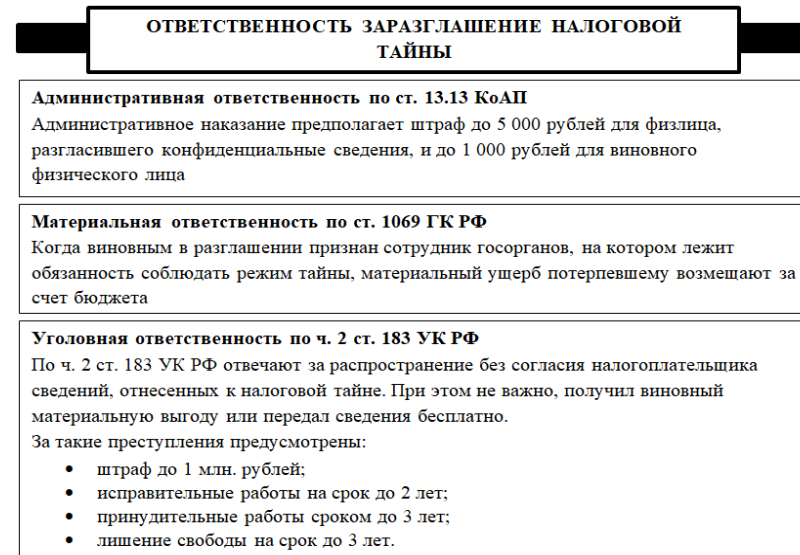 ОТВЕТСТВЕННОСТЬ ЗАРАЗГЛАШЕНИЕ НАЛОГОВОЙ
ТАЙНЫ
Административная ответственность по ст. 13.13 КоАП
Административное наказание предполагает штраф до 5 000 рублей для физлица,
разгласившего конфиденциальные сведения, и до 1 000 рублей для виновного
физического лица
Материальная ответственность по ст. 1069 ГК РФ
Когда виновным в разглашении признан сотрудник госорганов, на котором лежит
обязанность соблюдать режим тайны, материальный ущерб потерпевшему возмещают за
счет бюджета
Уголовная ответственность по ч. 2 ст. 183 УК РФ
По ч. 2 ст. 183 УК РФ отвечают за распространение без согласия налогоплательщика
сведений, отнесенных к налоговой тайне. При этом не важно, получил виновный
материальную выгоду или передал сведения бесплатно.
За такие преступления предусмотрены:
• штраф до 1 млн. рублей;
• исправительные работы на срок до 2 лет;
• принудительные работы сроком до 3 лет;
• лишение свободы на срок до 3 лет.